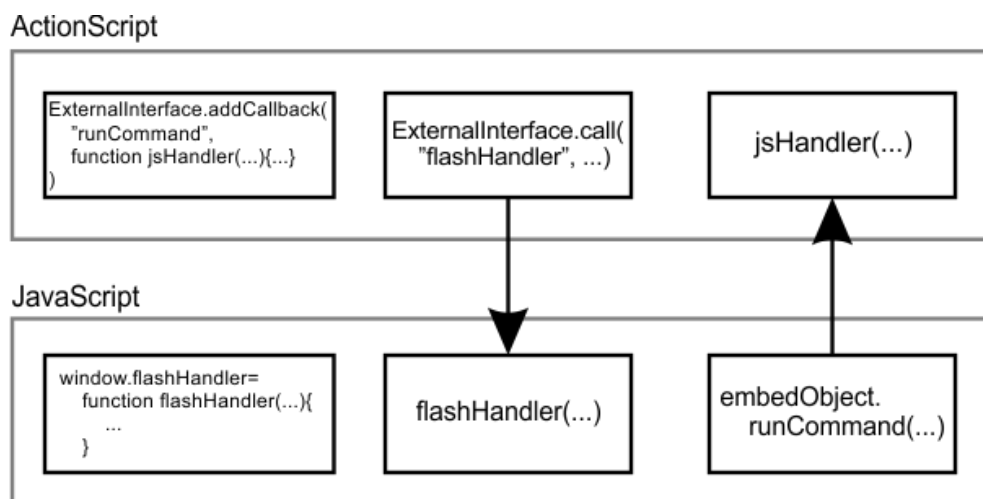 ActionScript
ExternalInterface.addCallback(
"runCommand",
function jsHandler(...){...}
)
ExternalInterface.call(
"flashHandler", ...)
jsHandler(...)
JavaScript
window.flashHandler=
function flashHandler(...){
...
}
flashHandler(...)
embedObject.
runCommand(...)